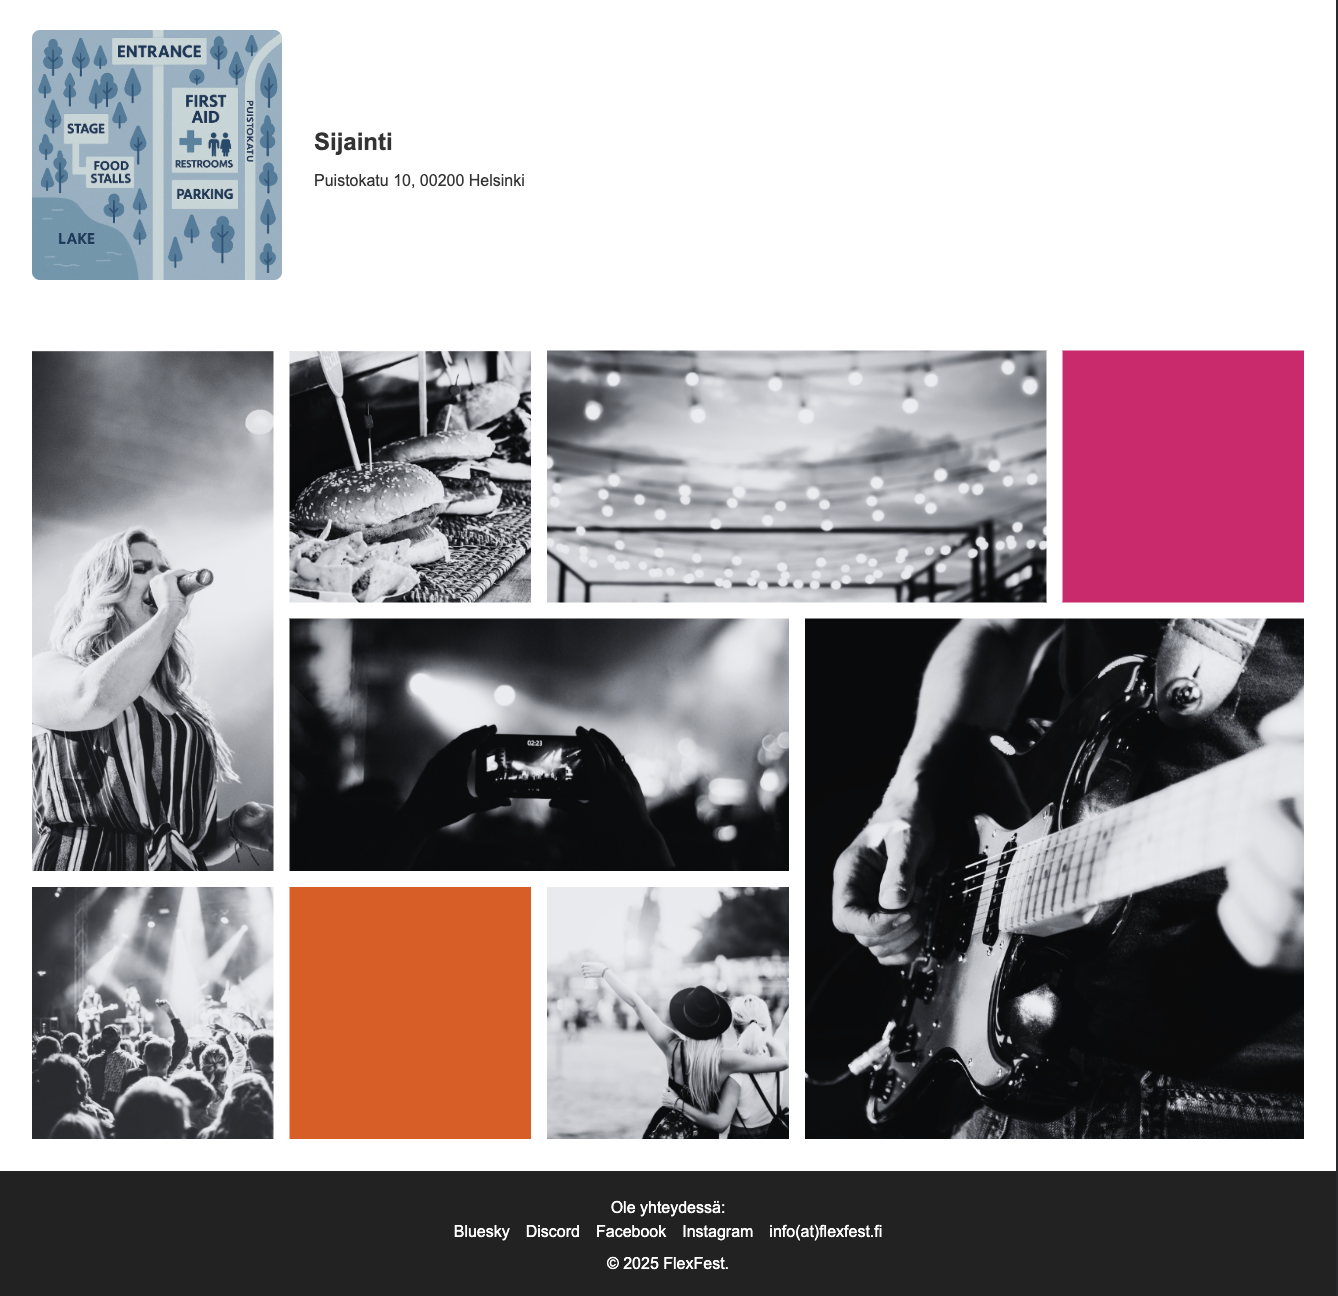 ENTRANCE
FIRST
AID
PUISTOKATU
STAGE
RESTROOMS
FOOD
STALLS
PARKING
LAKE
Sijainti
Puistokatu 10, 00200 Helsinki
02:23
Ole yhteydessä:
Bluesky Discord Facebook Instagram info(at)flexfest.fi
© 2025 FlexFest.